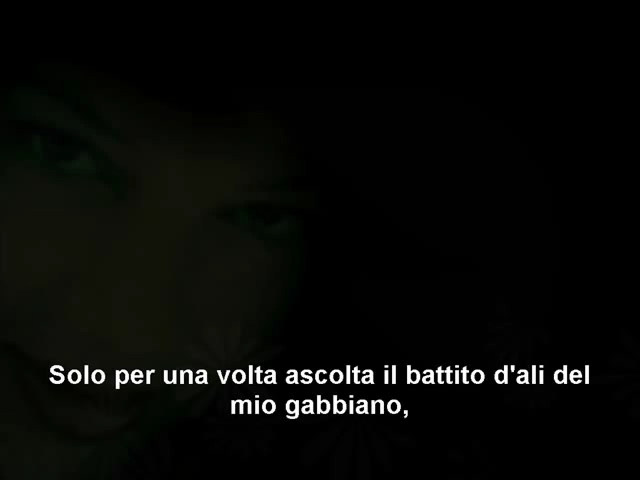 Solo per una volta ascolta il battito d'ali del
mio gabbiano,